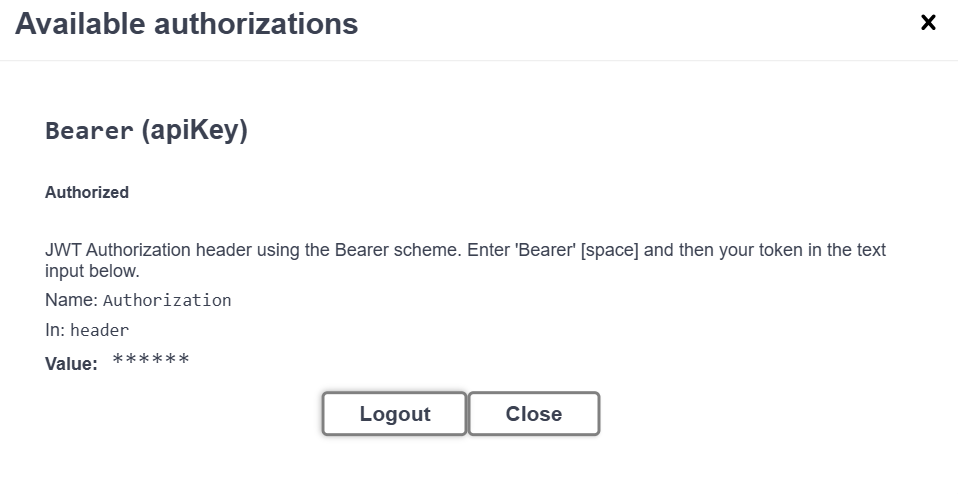 Available authorizations
Bearer (apiKey)
Authorized
JWT Authorization header using the Bearer scheme. Enter 'Bearer' [space] and then your token in the text
input below.
Name: Authorization
In: header
Value: ******
Logout Close